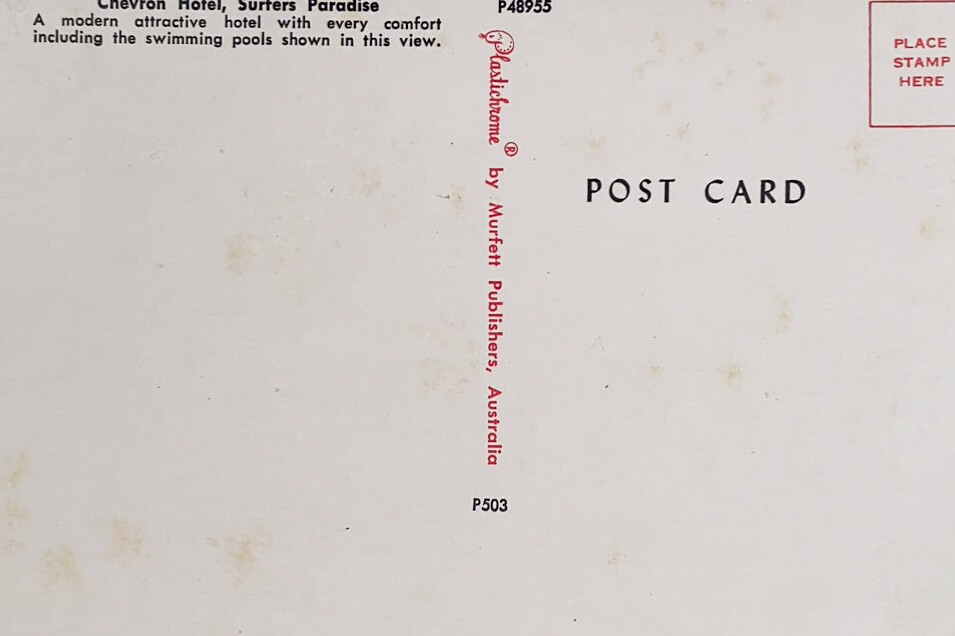 Chevron Hotel, Surfers Paradise
A modern attractive hotel with every comfort
including the swimming pools shown in this view.
P48955
Plastichrome® by Murfett Publishers, Australia
P503
POST CARD
PLACE
STAMP
HERE